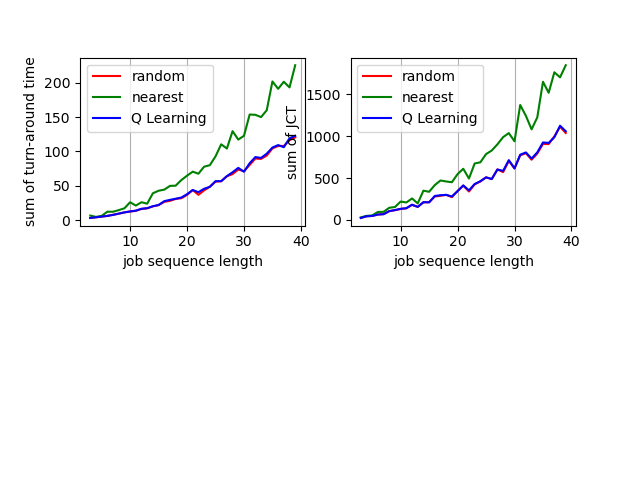 sum of turn-around time
200
150
100
50
0
random
nearest
Q Learning
10
20
30
40
job sequence length
sum of JCT
1500
1000
500
0
random
nearest
Q Learning
10
20
30
40
job sequence length